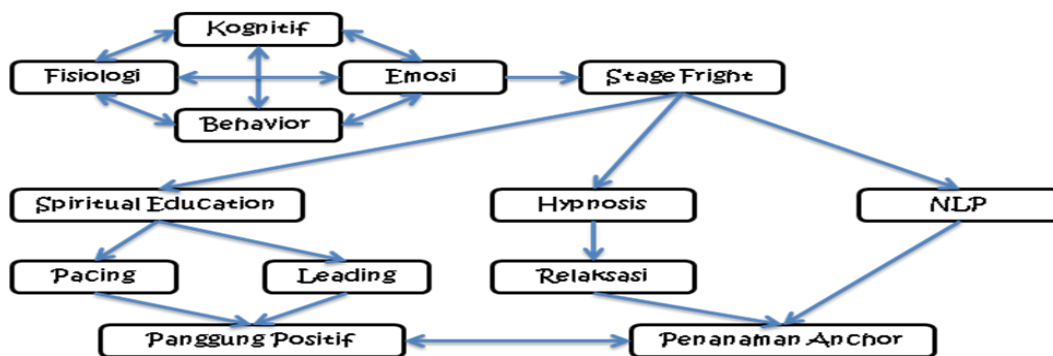 Kognitif
Fisiologi
Emosi
Stage Fright
Behavior
Spiritual Education
Hypnosis
NLP
Pacing
Leading
Relaksasi
Panggung Positif
Penanaman Anchor